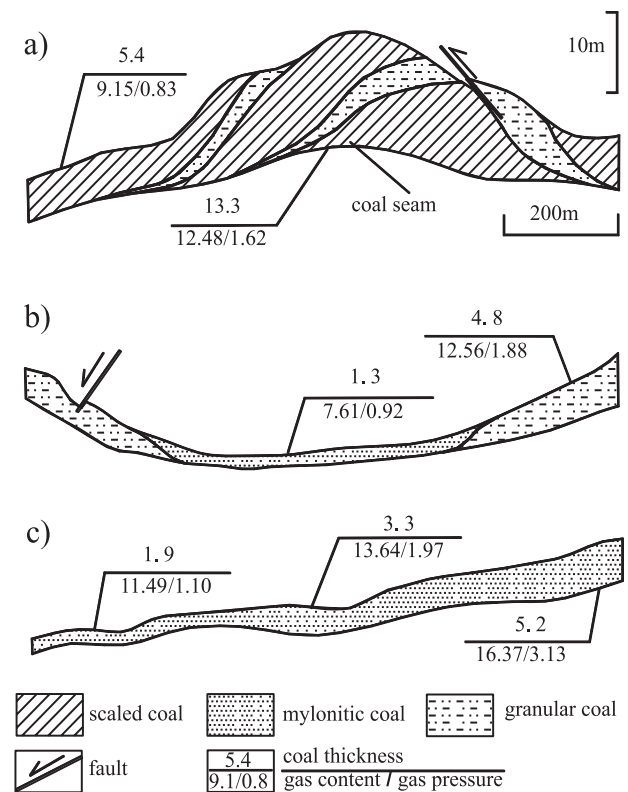 a)
5.4
9.15/0.83
10m
13.3
12.48/1.62
coal seam
200m
b)
4.8
12.56/1.88
1.3
7.61/0.92
c)
3.3
13.64/1.97
1.9
11.49/1.10
5.2
16.37/3.13
scaled coal
mylonitic coal
granular coal
fault
5.4
9.1/0.8
coal thickness
gas content / gas pressure